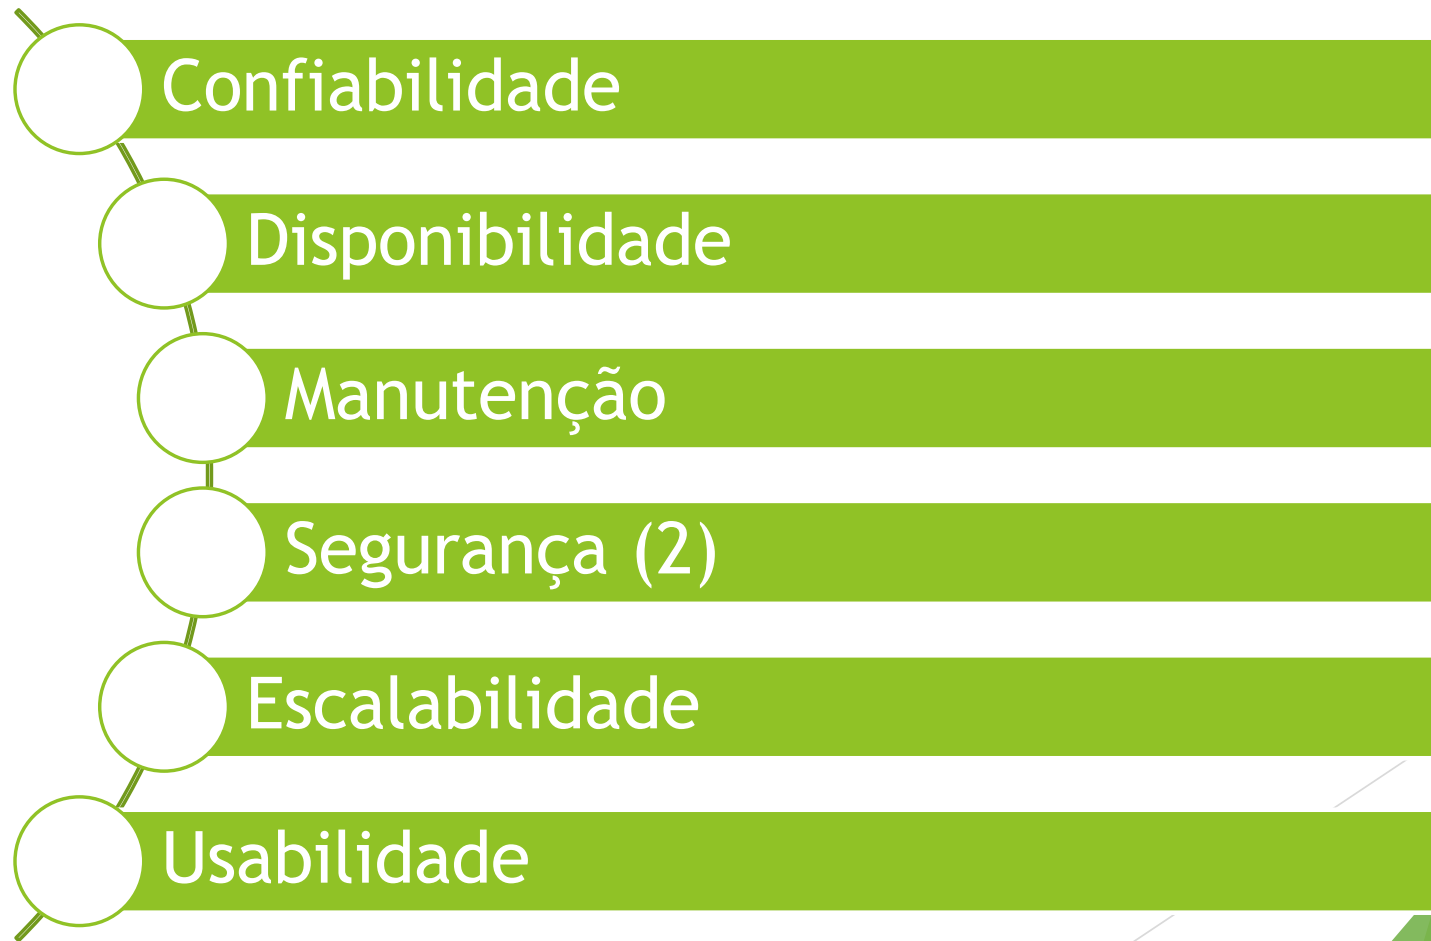 Confiabilidade
Disponibilidade
Manutenção
Segurança (2)
Escalabilidade
Usabilidade